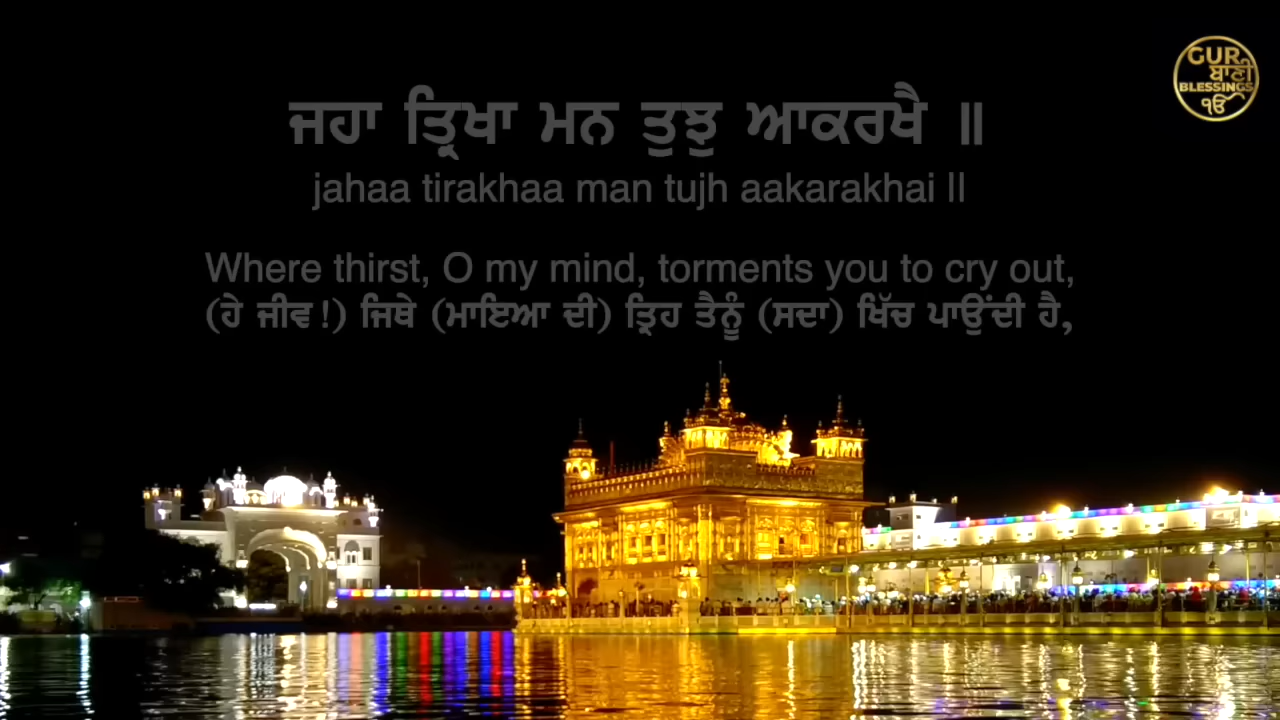 ਜਹਾ ਤ੍ਰਿਖਾ ਮਨ ਤੁਝੁ ਆਕਰਖੈ ॥
jahaa tirakhaa man tujh aakarakhai ||
Where thirst, O my mind, torments you to cry out,
(ਹੇ ਜੀਵ!) ਜਿਥੇ (ਮਾਇਆ ਦੀ) ਤ੍ਰਿਹ ਤੈਨੂੰ (ਸਦਾ) ਖਿੱਚ ਪਾਉਂਦੀ ਹੈ,
GUR
ਬਾਣੀ
BLESSINGS
ੴ